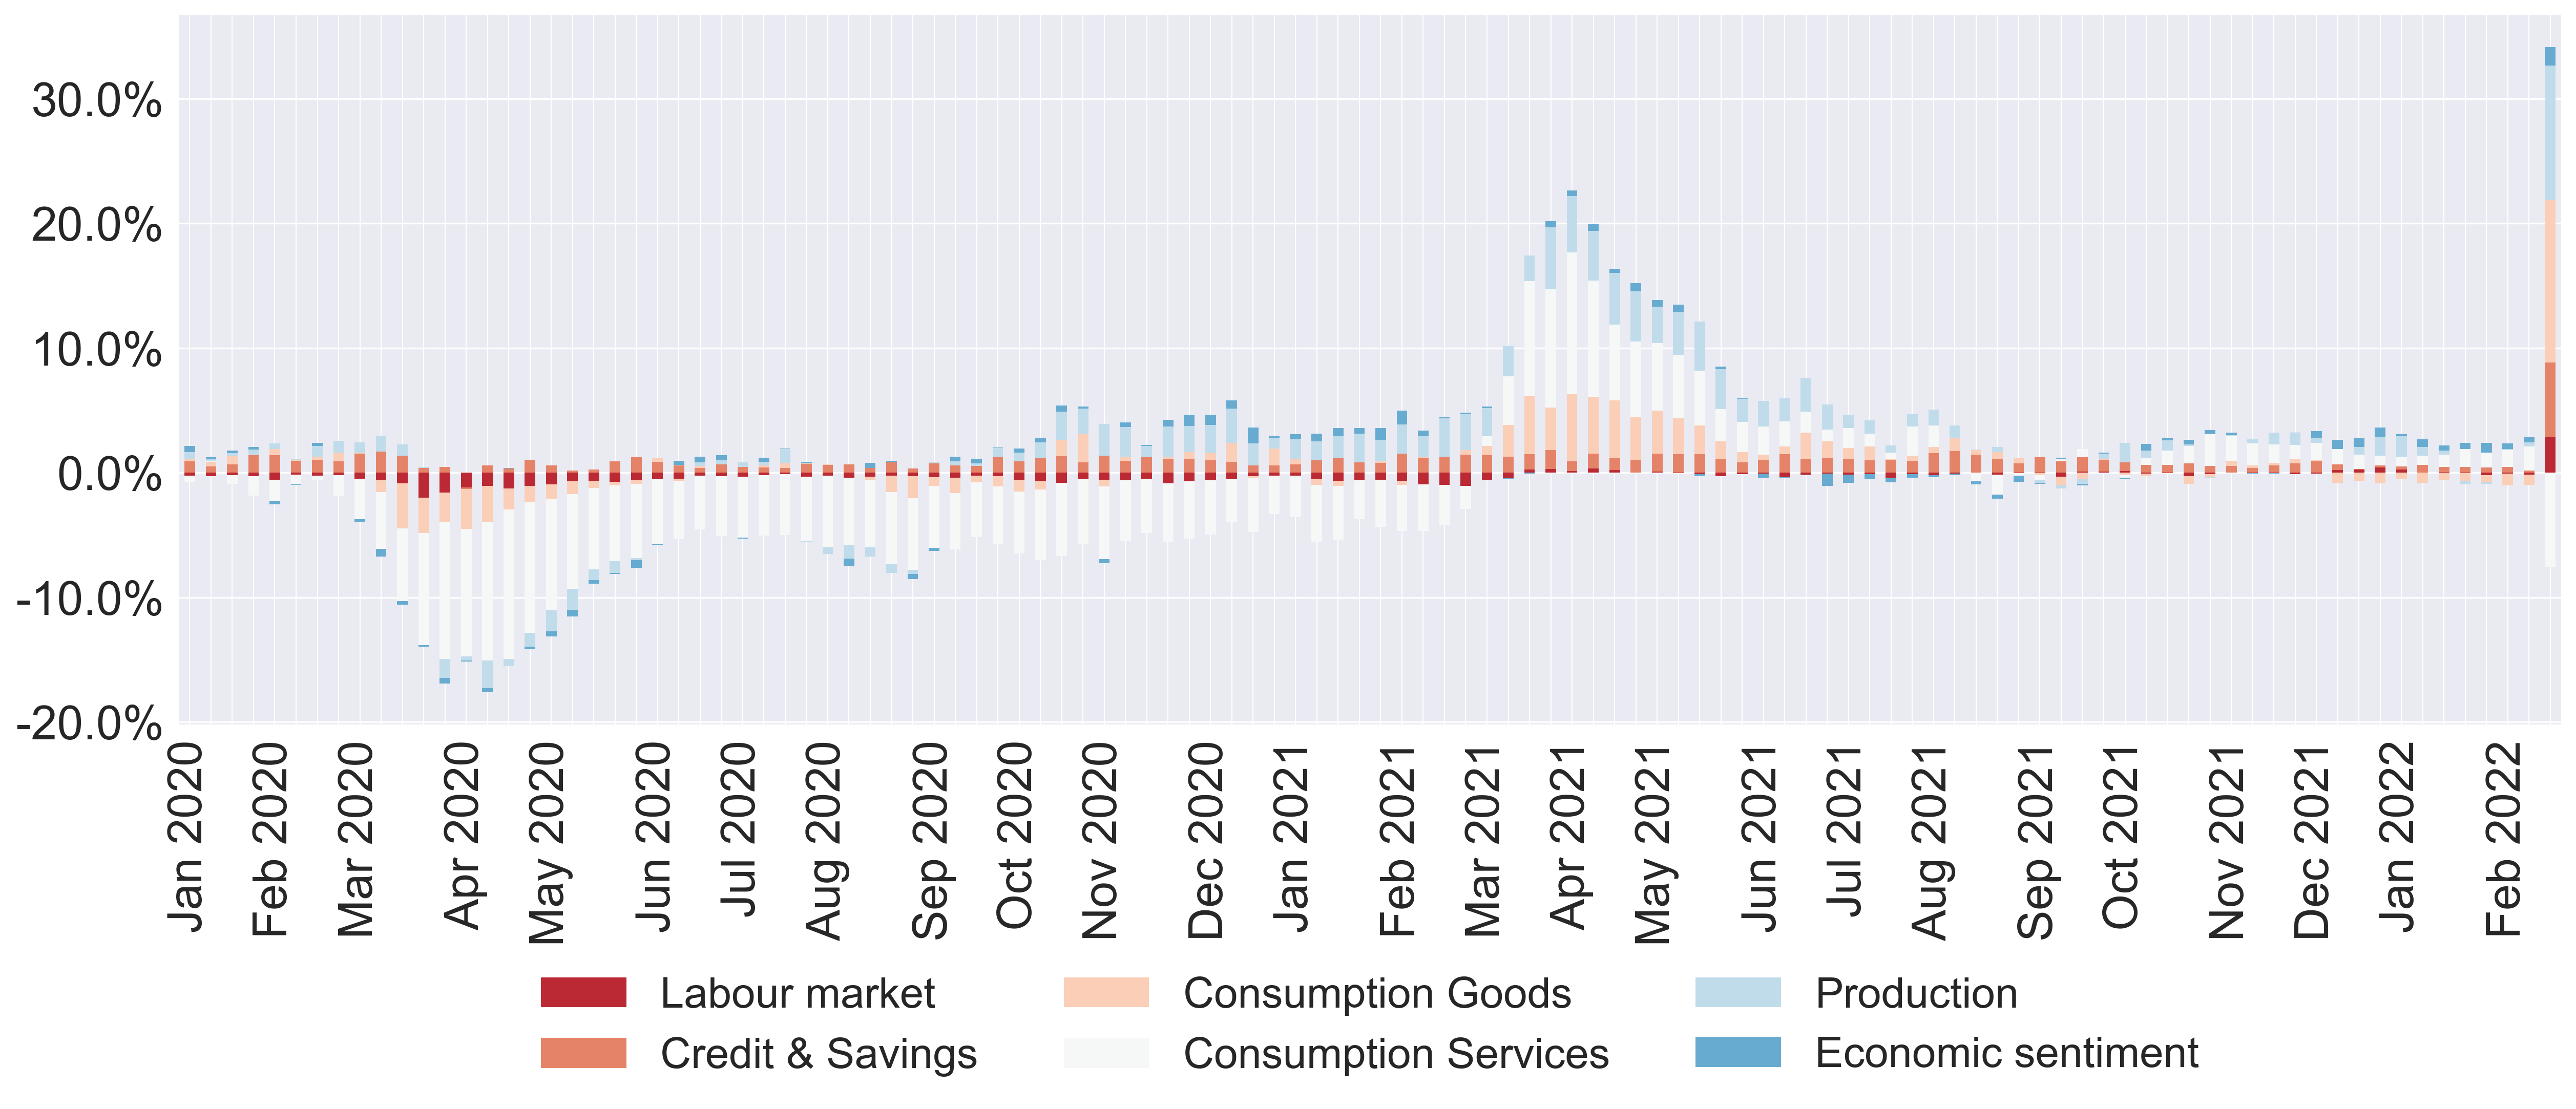 30.0%
20.0%
10.0%
0.0%
-10.0%
-20.0%
Jan 2020
Feb 2020
Mar 2020
Apr 2020
May 2020
Jun 2020
Jul 2020
Aug 2020
Sep 2020
Oct 2020
Nov 2020
Dec 2020
Jan 2021
Feb 2021
Mar 2021
Apr 2021
May 2021
Jun 2021
Jul 2021
Aug 2021
Sep 2021
Oct 2021
Nov 2021
Dec 2021
Jan 2022
Feb 2022
Labour market
Credit & Savings
Consumption Goods
Consumption Services
Production
Economic sentiment